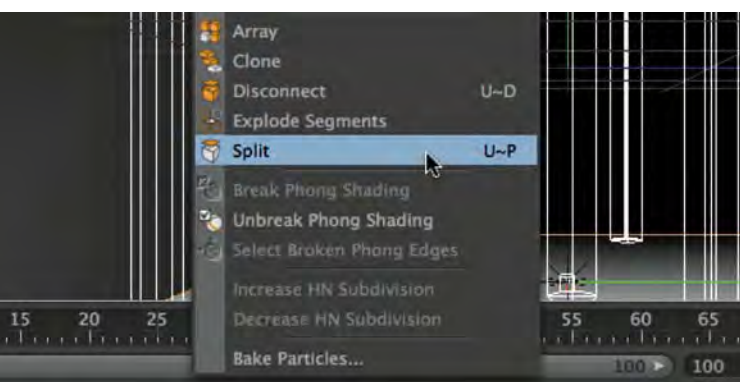 Array
Clone
Disconnect U~D
Explode Segments
Split U~P
Break Phong Shading
Unbreak Phong Shading
Select Broken Phong Edges
Increase HN Subdivision
Decrease HN Subdivision
15 20 25 55 60 65
Bake Particles... 100 100